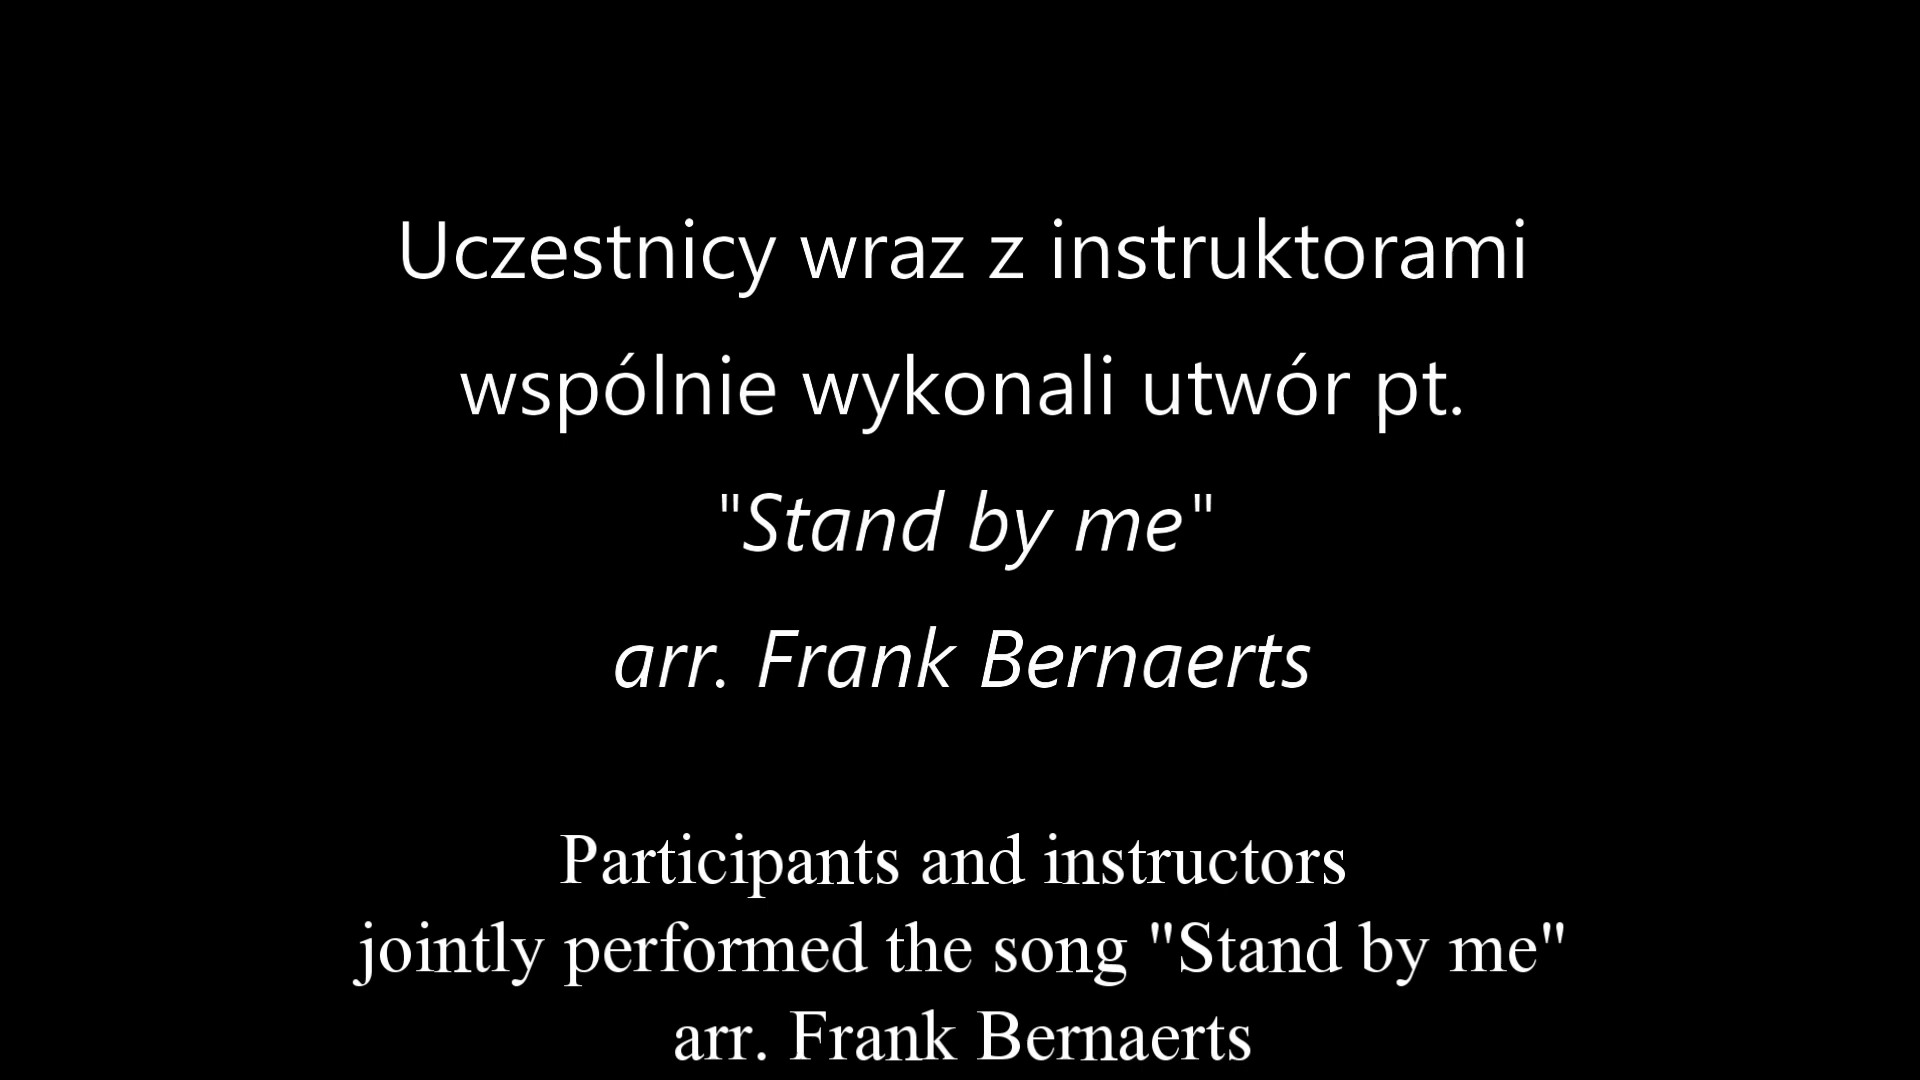 Uczestnicy wraz z instruktorami
wspólnie wykonali utwór pt.
"Stand by me"
arr. Frank Bernaerts
Participants and instructors
jointly performed the song "Stand by me"
arr. Frank Bernaerts